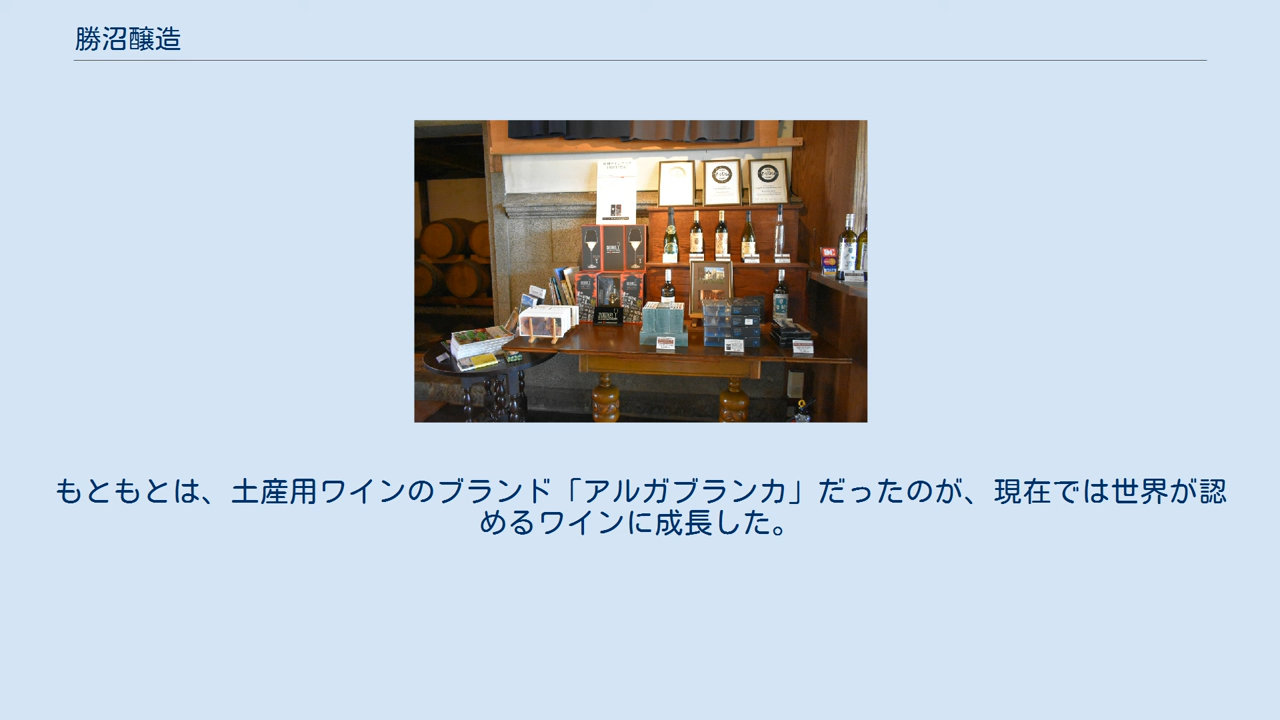 勝沼醸造
もともとは、土産用ワインのブランド「アルガブランカ」だったのが、現在では世界が認
めるワインに成長した。